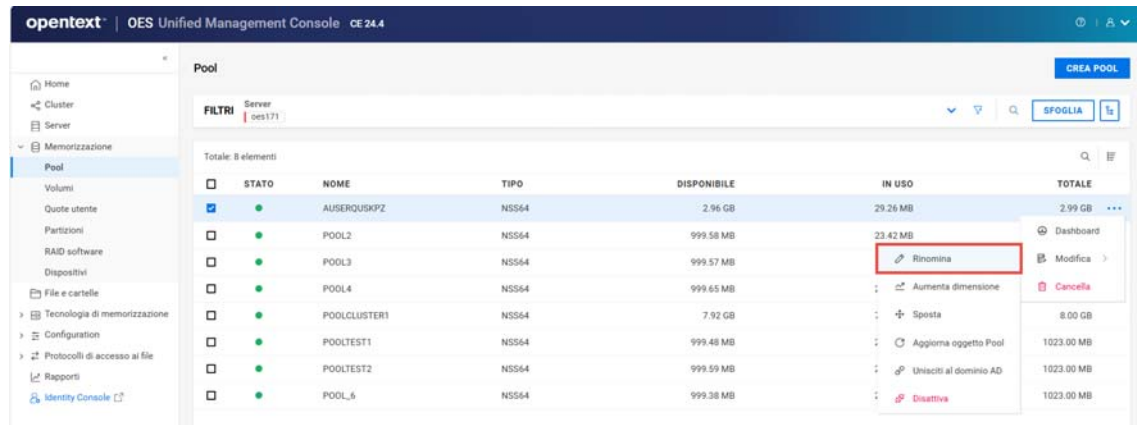 opentext™ | OES Unified Management Console CE 24.4
Pool
CREA POOL
Home
Cluster
Server
Memorizzazione
Pool
Volumi
Quote utente
Partizioni
RAID software
Dispositivi
File e cartelle
Tecnologia di memorizzazione
Configuration
Protocolli di accesso ai file
Rapporti
Identity Console
FILTRI Server
oes171
SFOGLIA
Totale: 8 elementi
STATO NOME TIPO DISPONIBILE IN USO TOTALE
AUSERQUSKPZ NSS64 2.96 GB 29.26 MB 2.99 GB
POOL2 NSS64 999.58 MB 23.42 MB
POOL3 NSS64 999.57 MB
POOL4 NSS64 999.65 MB
POOLCLUSTER1 NSS64 7.92 GB 8.00 GB
POOLTEST1 NSS64 999.48 MB 1023.00 MB
POOLTEST2 NSS64 999.59 MB 1023.00 MB
POOL_6 NSS64 999.38 MB 1023.00 MB
Dashboard
Modifica
Cancella
Rinomina
Aumenta dimensione
Sposta
Aggiorna oggetto Pool
Unisciti al dominio AD
Disattiva